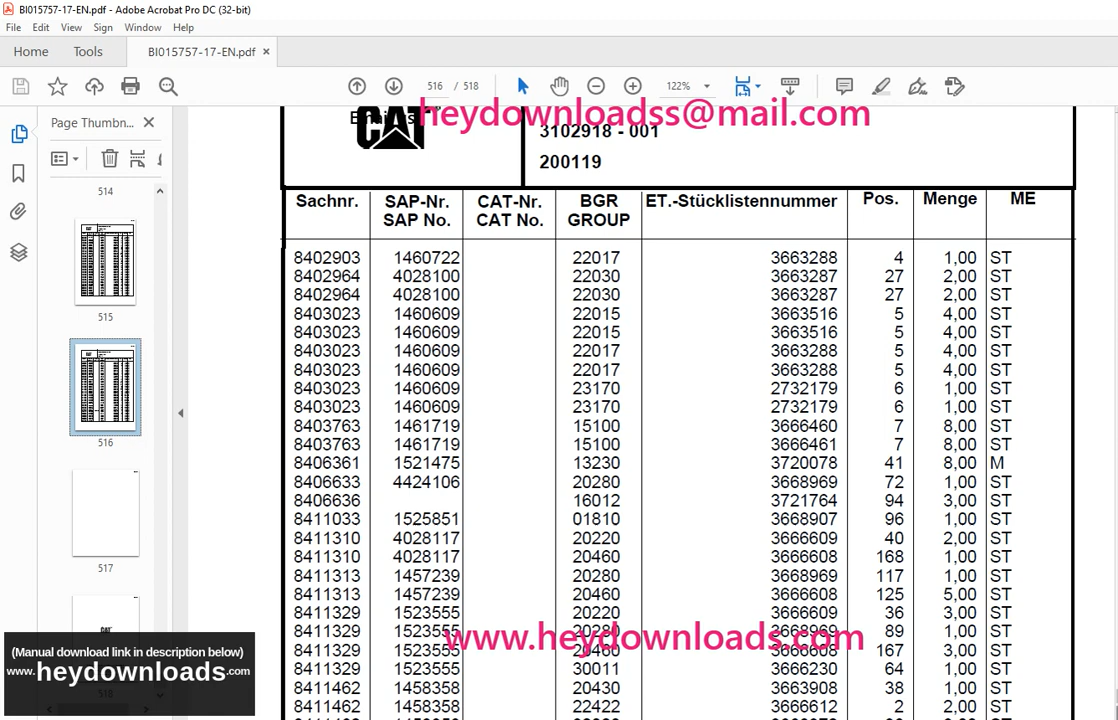 BI015757-17-EN.pdf - Adobe Acrobat Pro DC (32-bit)
File Edit View Sign Window Help
Home Tools BI015757-17-EN.pdf ×
516 / 518 122%
Page Thumbn...
514
515
516
517
518
CAT
heydownloadss@mail.com
3102918 - 001
200119
Sachnr. SAP-Nr. CAT-Nr. BGR ET.-Stücklistennummer Pos. Menge ME
SAP No. CAT No. GROUP
8402903 1460722 22017 3663288 4 1,00 ST
8402964 4028100 22030 3663287 27 2,00 ST
8402964 4028100 22030 3663287 27 2,00 ST
8403023 1460609 22015 3663516 5 4,00 ST
8403023 1460609 22015 3663516 5 4,00 ST
8403023 1460609 22017 3663288 5 4,00 ST
8403023 1460609 22017 3663288 5 4,00 ST
8403023 1460609 23170 2732179 6 1,00 ST
8403023 1460609 23170 2732179 6 1,00 ST
8403763 1461719 15100 3666460 7 8,00 ST
8403763 1461719 15100 3666461 7 8,00 ST
8406361 1521475 13230 3720078 41 8,00 M
8406633 4424106 20280 3668969 72 1,00 ST
8406636 16012 3721764 94 3,00 ST
8411033 1525851 01810 3668907 96 1,00 ST
8411310 4028117 20220 3666609 40 2,00 ST
8411310 4028117 20460 3666608 168 1,00 ST
8411313 1457239 20280 3668969 117 1,00 ST
8411313 1457239 20460 3666608 125 5,00 ST
8411329 1523555 20220 3666609 36 3,00 ST
8411329 1523555 20280 3668969 89 1,00 ST
www.heydownloads.com
8411329 1523555 20460 3666608 167 3,00 ST
8411329 1523555 30011 3666230 64 1,00 ST
8411462 1458358 20430 3663908 38 1,00 ST
8411462 1458358 22422 3666612 2 2,00 ST
(Manual download link in description below)
www.heydownloads.com